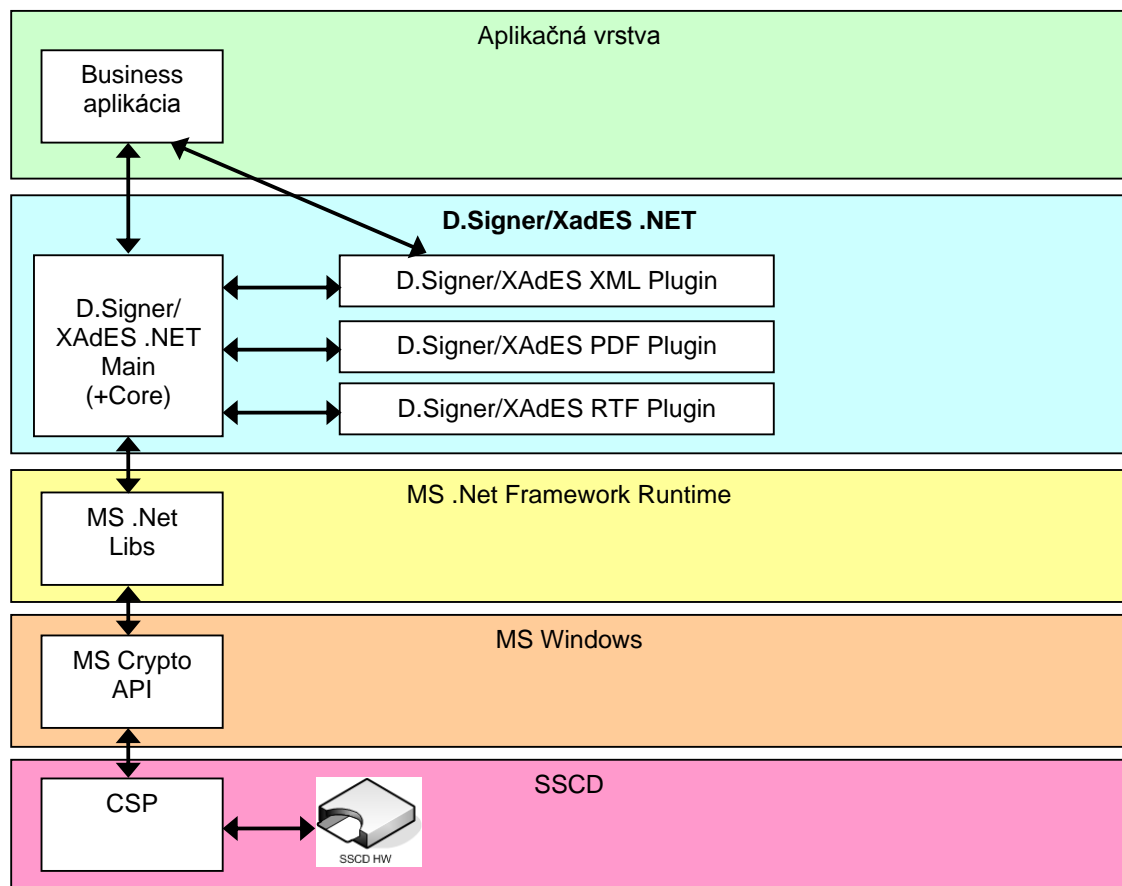 Aplikačná vrstva
Business
aplikácia
D.Signer/XadES .NET
D.Signer/
XAdES .NET
Main
(+Core)
D.Signer/XAdES XML Plugin
D.Signer/XAdES PDF Plugin
D.Signer/XAdES RTF Plugin
MS .Net Framework Runtime
MS .Net
Libs
MS Windows
MS Crypto
API
SSCD
CSP
SSCD HW